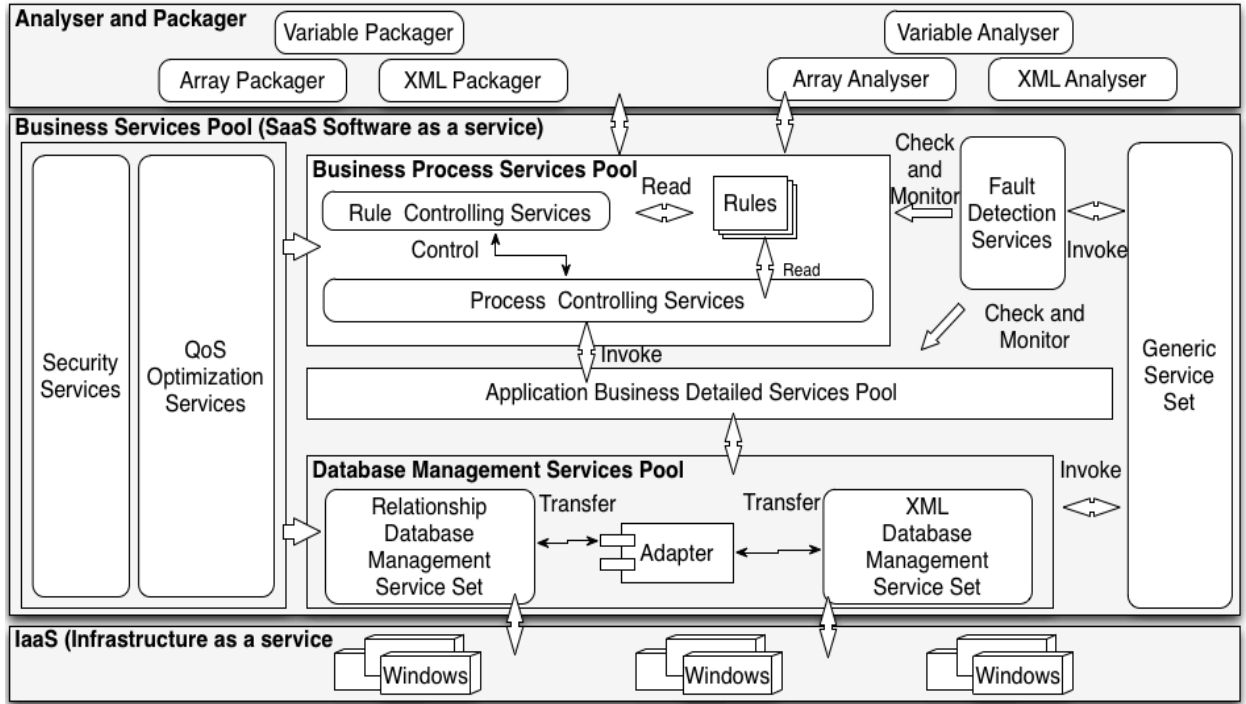 Analyser and Packager
Variable Packager
Variable Analyser
Array Packager
XML Packager
Array Analyser
XML Analyser
Business Services Pool (SaaS Software as a service)
Security
Services
QoS
Optimization
Services
Business Process Services Pool
Rule Controlling Services
Read
Rules
Control
Read
Process Controlling Services
Check
and
Monitor
Fault
Detection
Services
Invoke
Check and
Monitor
Generic
Service
Set
Invoke
Application Business Detailed Services Pool
Database Management Services Pool
Relationship
Database
Management
Service Set
Transfer
Adapter
Transfer
XML
Database
Management
Service Set
Invoke
IaaS (Infrastructure as a service
Windows
Windows
Windows